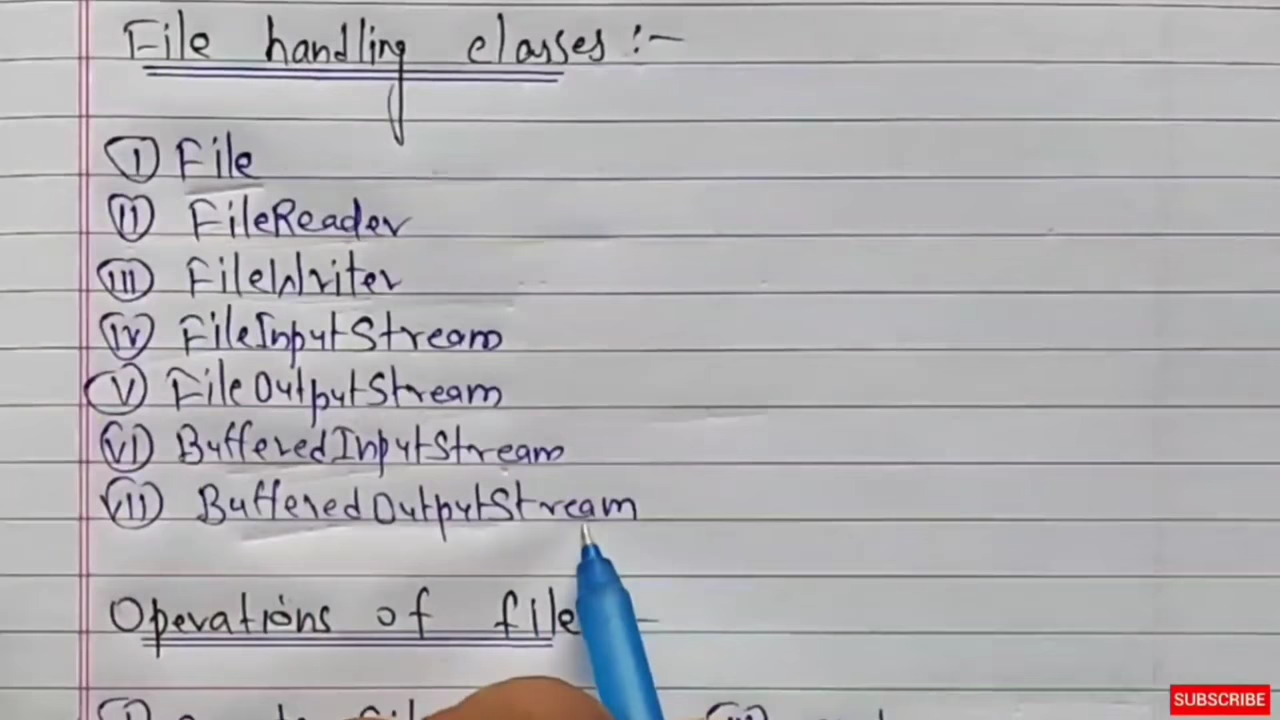 File handling classes :-
(I) File
(II) FileReader
(III) FileWriter
(IV) FileInputStream
(V) FileOutputStream
(VI) BufferedInputStream
(VII) BufferedOutputStream
Operations of file -
SUBSCRIBE